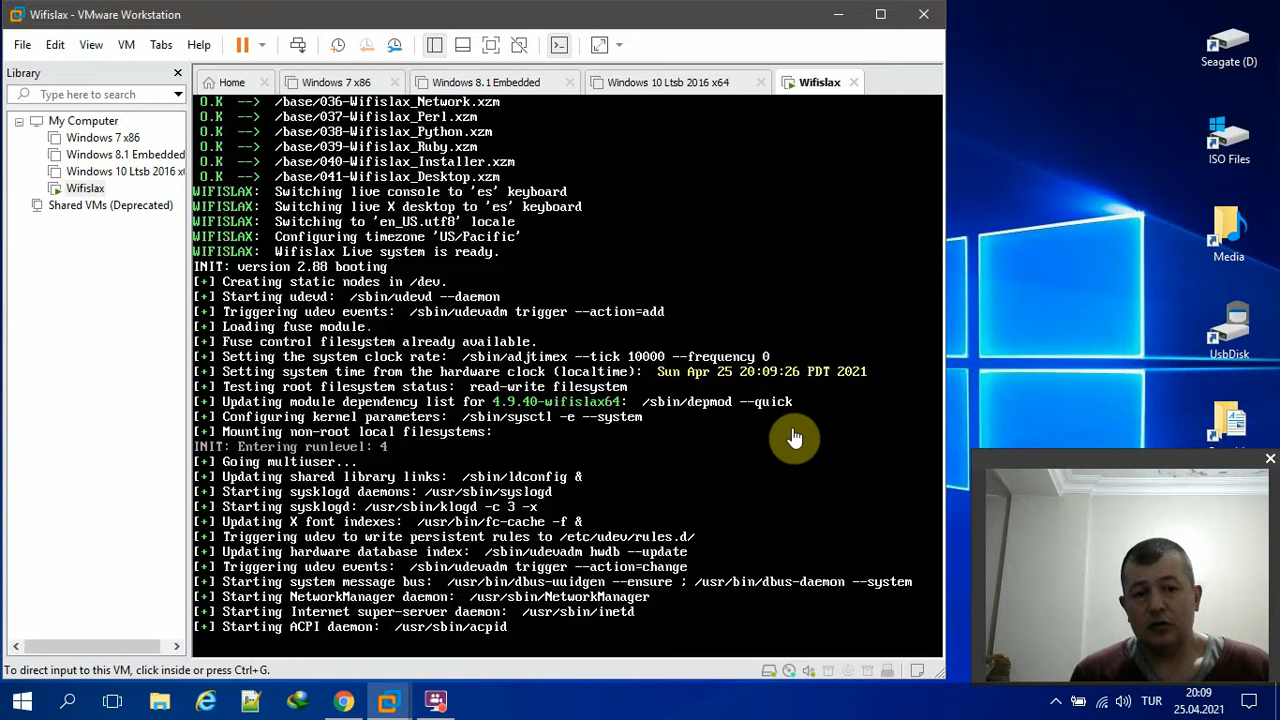 Wifislax - VMware Workstation
File Edit View VM Tabs Help
Library
Type here to search
My Computer
Windows 7 x86
Windows 8.1 Embedded
Windows 10 Ltsb 2016 x
Wifislax
Shared VMs (Deprecated)
Home
Windows 7 x86
Windows 8.1 Embedded
Windows 10 Ltsb 2016 x64
Wifislax
O.K --> /base/036-Wifislax_Network.xzm
O.K --> /base/037-Wifislax_Perl.xzm
O.K --> /base/038-Wifislax_Python.xzm
O.K --> /base/039-Wifislax_Ruby.xzm
O.K --> /base/040-Wifislax_Installer.xzm
O.K --> /base/041-Wifislax_Desktop.xzm
WIFISLAX: Switching live console to 'es' keyboard
WIFISLAX: Switching live X desktop to 'es' keyboard
WIFISLAX: Switching to 'en_US.utf8' locale
WIFISLAX: Configuring timezone 'US/Pacific'
WIFISLAX: Wifislax Live system is ready.
INIT: version 2.88 booting
[+] Creating static nodes in /dev.
[+] Starting udevd: /sbin/udevd --daemon
[+] Triggering udev events: /sbin/udevadm trigger --action=add
[+] Loading fuse module.
[+] Fuse control filesystem already available.
[+] Setting the system clock rate: /sbin/adjtimex --tick 10000 --frequency 0
[+] Setting system time from the hardware clock (localtime): Sun Apr 25 20:09:26 PDT 2021
[+] Testing root filesystem status: read-write filesystem
[+] Updating module dependency list for 4.9.40-wifislax64: /sbin/depmod --quick
[+] Configuring kernel parameters: /sbin/sysctl -e --system
[+] Mounting non-root local filesystems:
INIT: Entering runlevel: 4
[+] Going multiuser...
[+] Updating shared library links: /sbin/ldconfig &
[+] Starting sysklogd daemons: /usr/sbin/syslogd
[+] Starting sysklogd: /usr/sbin/klogd -c 3 -x
[+] Updating X font indexes: /usr/bin/fc-cache -f &
[+] Triggering udev to write persistent rules to /etc/udev/rules.d/
[+] Updating hardware database index: /sbin/udevadm hwdb --update
[+] Triggering udev events: /sbin/udevadm trigger --action=change
[+] Starting system message bus: /usr/bin/dbus-uuidgen --ensure ; /usr/bin/dbus-daemon --system
[+] Starting NetworkManager daemon: /usr/sbin/NetworkManager
[+] Starting Internet super-server daemon: /usr/sbin/inetd
[+] Starting ACPI daemon: /usr/sbin/acpid
To direct input to this VM, click inside or press Ctrl+G.
Seagate (D)
ISO Files
Media
UsbDisk
TUR
20:09
25.04.2021